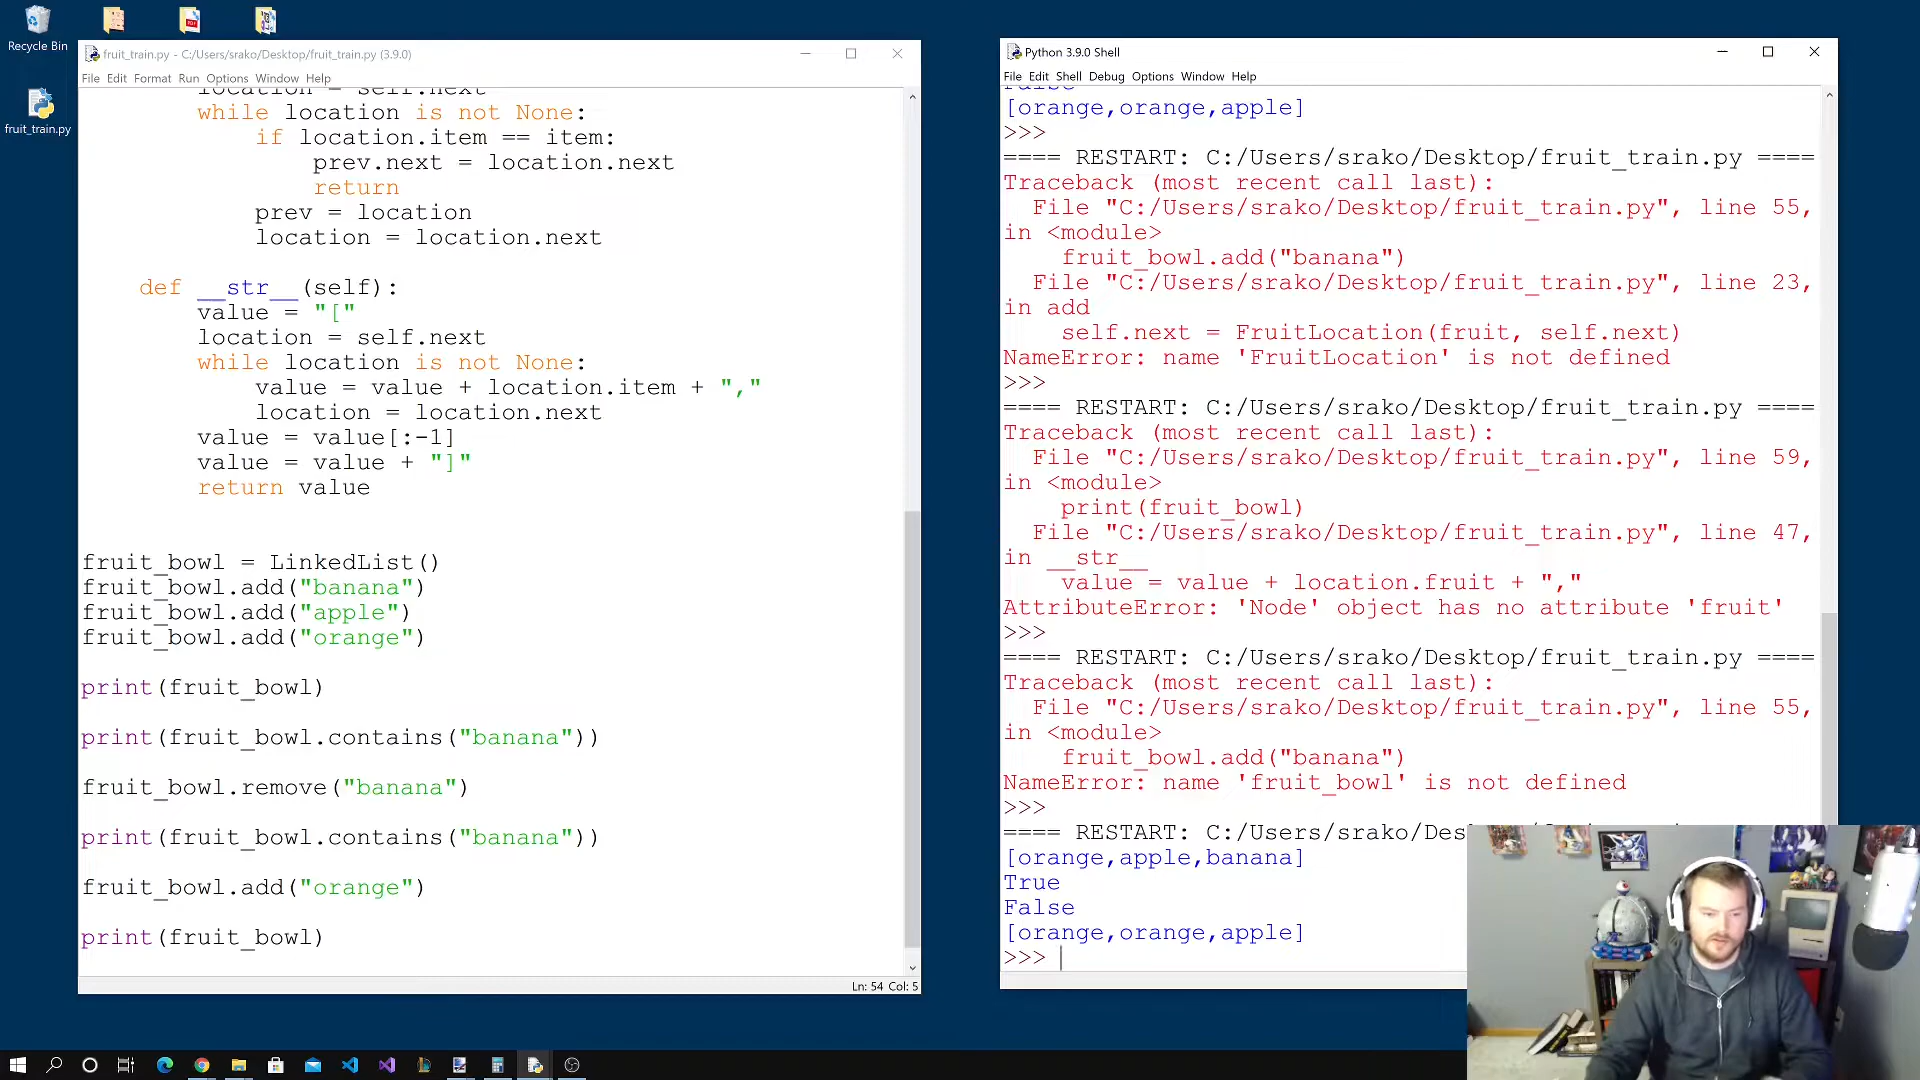 Recycle Bin
fruit_train.py
fruit_train.py - C:/Users/srako/Desktop/fruit_train.py (3.9.0)
File Edit Format Run Options Window Help
location = self.next
while location is not None:
if location.item == item:
prev.next = location.next
return
prev = location
location = location.next
def __str__(self):
value = "["
location = self.next
while location is not None:
value = value + location.item + ","
location = location.next
value = value[:-1]
value = value + "]"
return value
fruit_bowl = LinkedList()
fruit_bowl.add("banana")
fruit_bowl.add("apple")
fruit_bowl.add("orange")
print(fruit_bowl)
print(fruit_bowl.contains("banana"))
fruit_bowl.remove("banana")
print(fruit_bowl.contains("banana"))
fruit_bowl.add("orange")
print(fruit_bowl)
Ln: 54 Col: 5
Python 3.9.0 Shell
File Edit Shell Debug Options Window Help
False
[orange,orange,apple]
>>>
==== RESTART: C:/Users/srako/Desktop/fruit_train.py ====
Traceback (most recent call last):
File "C:/Users/srako/Desktop/fruit_train.py", line 55,
in <module>
fruit_bowl.add("banana")
File "C:/Users/srako/Desktop/fruit_train.py", line 23,
in add
self.next = FruitLocation(fruit, self.next)
NameError: name 'FruitLocation' is not defined
>>>
==== RESTART: C:/Users/srako/Desktop/fruit_train.py ====
Traceback (most recent call last):
File "C:/Users/srako/Desktop/fruit_train.py", line 59,
in <module>
print(fruit_bowl)
File "C:/Users/srako/Desktop/fruit_train.py", line 47,
in __str__
value = value + location.fruit + ","
AttributeError: 'Node' object has no attribute 'fruit'
>>>
==== RESTART: C:/Users/srako/Desktop/fruit_train.py ====
Traceback (most recent call last):
File "C:/Users/srako/Desktop/fruit_train.py", line 55,
in <module>
fruit_bowl.add("banana")
NameError: name 'fruit_bowl' is not defined
>>>
==== RESTART: C:/Users/srako/Des
[orange,apple,banana]
True
False
[orange,orange,apple]
>>>